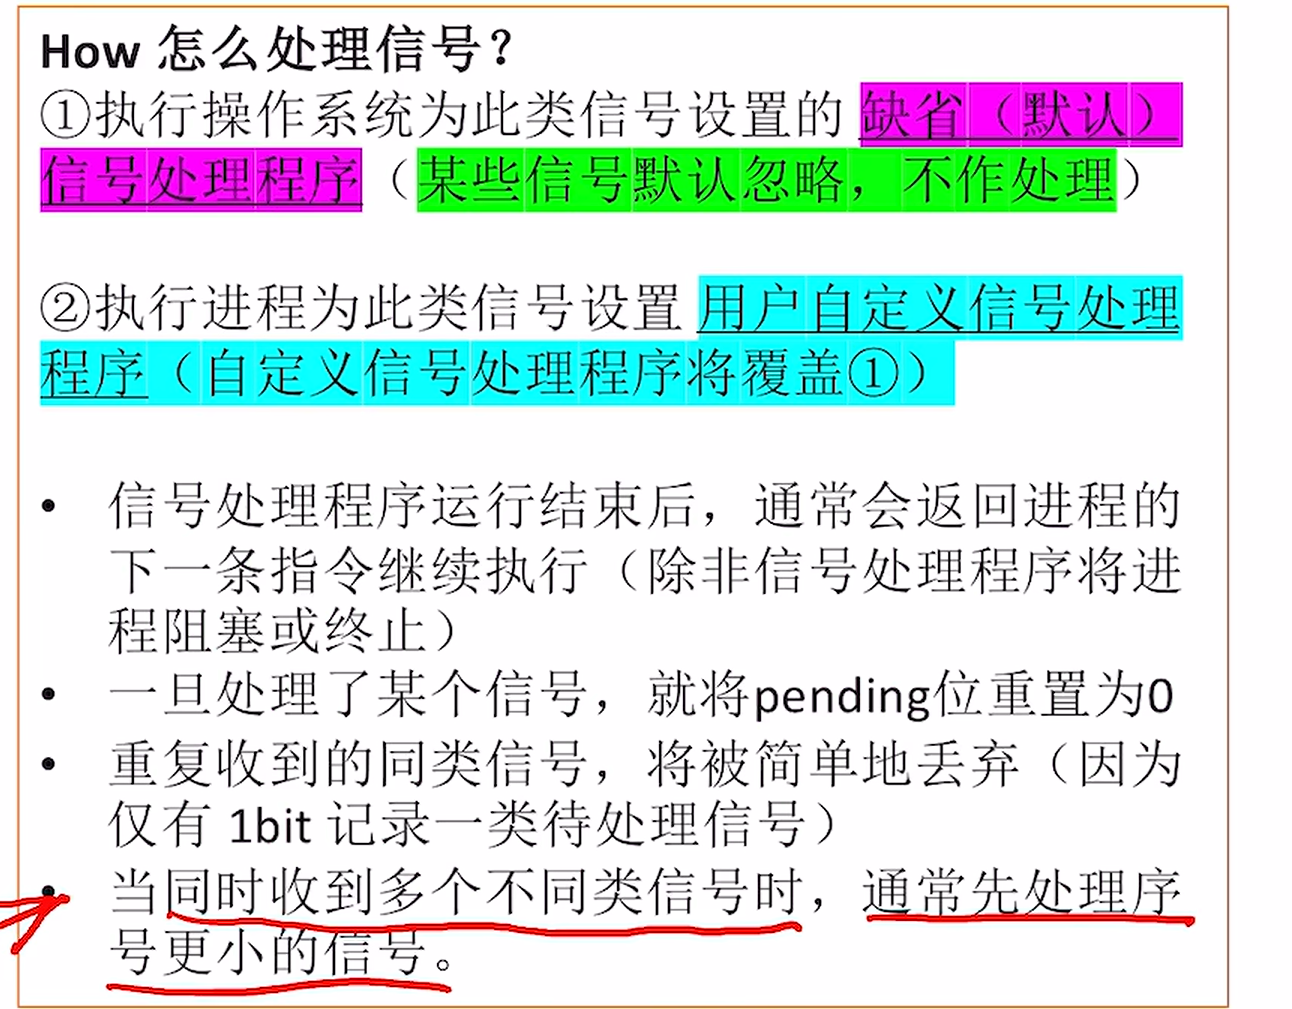 How 怎么处理信号？
①执行操作系统为此类信号设置的 缺省（默认）
信号处理程序（某些信号默认忽略，不作处理）
②执行进程为此类信号设置 用户自定义信号处理
程序（自定义信号处理程序将覆盖①）
• 信号处理程序运行结束后，通常会返回进程的
下一条指令继续执行（除非信号处理程序将进
程阻塞或终止）
• 一旦处理了某个信号，就将pending位重置为0
• 重复收到的同类信号，将被简单地丢弃（因为
仅有 1bit 记录一类待处理信号）
• 当同时收到多个不同类信号时，通常先处理序
号更小的信号。